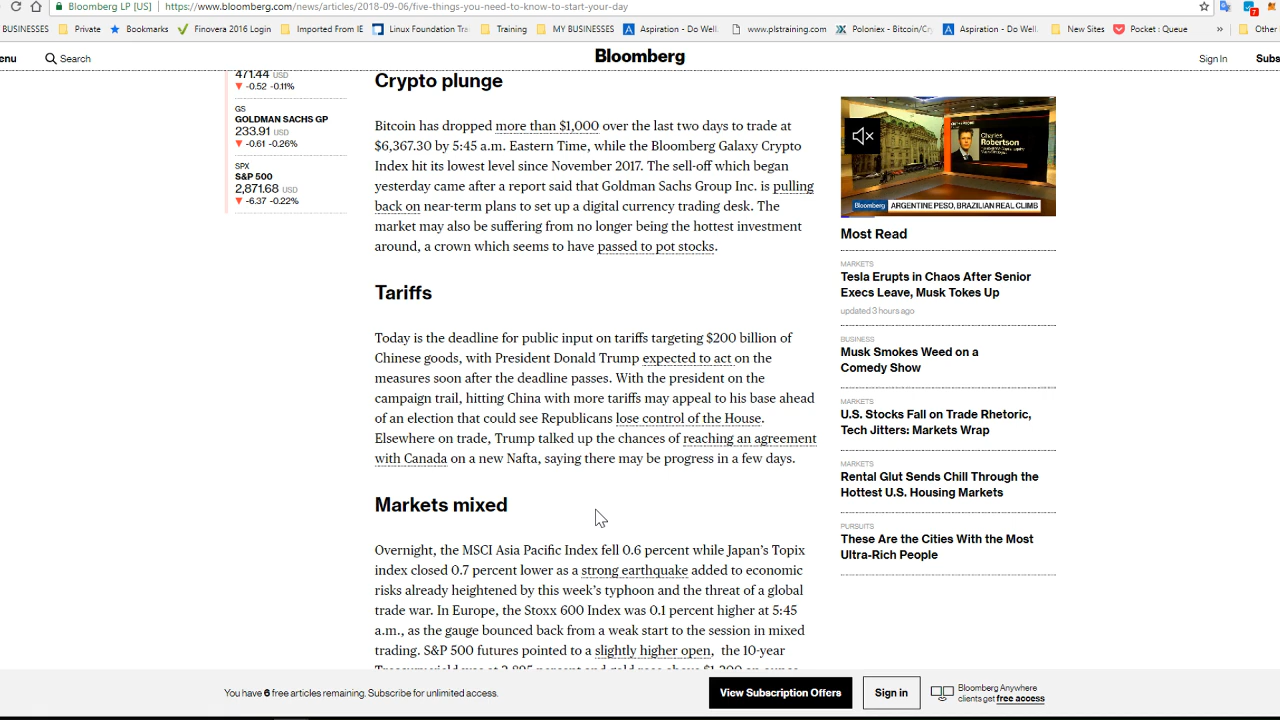 Bloomberg LP [US] https://www.bloomberg.com/news/articles/2018-09-06/five-things-you-need-to-know-to-start-your-day
BUSINESSES Private Bookmarks Finovera 2016 Login Imported From IE Linux Foundation Tra Training MY BUSINESSES Aspiration - Do Well. www.plstraining.com Poloniex - Bitcoin/Cry Aspiration - Do Well. New Sites Pocket : Queue » Other
enu Search Bloomberg Sign In Subs
471.44 USD
-0.52 -0.11%
GS
GOLDMAN SACHS GP
233.91 USD
-0.61 -0.26%
SPX
S&P 500
2,871.68 USD
-6.37 -0.22%
Crypto plunge
Bitcoin has dropped more than $1,000 over the last two days to trade at
$6,367.30 by 5:45 a.m. Eastern Time, while the Bloomberg Galaxy Crypto
Index hit its lowest level since November 2017. The sell-off which began
yesterday came after a report said that Goldman Sachs Group Inc. is pulling
back on near-term plans to set up a digital currency trading desk. The
market may also be suffering from no longer being the hottest investment
around, a crown which seems to have passed to pot stocks.
Tariffs
Today is the deadline for public input on tariffs targeting $200 billion of
Chinese goods, with President Donald Trump expected to act on the
measures soon after the deadline passes. With the president on the
campaign trail, hitting China with more tariffs may appeal to his base ahead
of an election that could see Republicans lose control of the House.
Elsewhere on trade, Trump talked up the chances of reaching an agreement
with Canada on a new Nafta, saying there may be progress in a few days.
Markets mixed
Overnight, the MSCI Asia Pacific Index fell 0.6 percent while Japan's Topix
index closed 0.7 percent lower as a strong earthquake added to economic
risks already heightened by this week's typhoon and the threat of a global
trade war. In Europe, the Stoxx 600 Index was 0.1 percent higher at 5:45
a.m., as the gauge bounced back from a weak start to the session in mixed
trading. S&P 500 futures pointed to a slightly higher open, the 10-year
Treasury yield was at 2.895 percent and gold rose above $1,200 an ounce
Charles
Robertson
Bloomberg ARGENTINE PESO, BRAZILIAN REAL CLIMB
Most Read
MARKETS
Tesla Erupts in Chaos After Senior
Execs Leave, Musk Tokes Up
updated 3 hours ago
BUSINESS
Musk Smokes Weed on a
Comedy Show
MARKETS
U.S. Stocks Fall on Trade Rhetoric,
Tech Jitters: Markets Wrap
MARKETS
Rental Glut Sends Chill Through the
Hottest U.S. Housing Markets
PURSUITS
These Are the Cities With the Most
Ultra-Rich People
You have 6 free articles remaining. Subscribe for unlimited access.
View Subscription Offers
Sign in
Bloomberg Anywhere
clients get free access